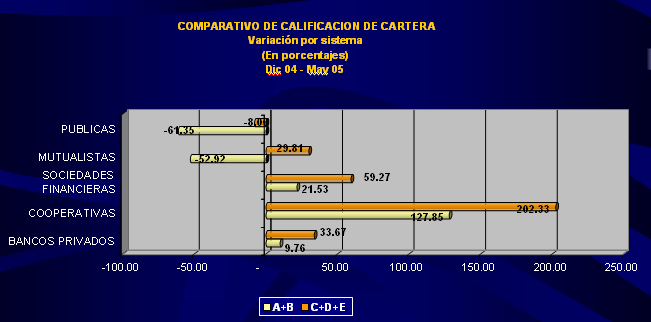 COMPARATIVO DE CALIFICACION DE CARTERA
Variación por sistema
(En porcentajes)
Dic 04 - May 05
PUBLICAS
-61.35
MUTUALISTAS
29.81
-52.92
SOCIEDADES
FINANCIERAS
59.27
21.53
COOPERATIVAS
202.33
127.85
BANCOS PRIVADOS
33.67
9.76
-100.00 -50.00 - 50.00 100.00 150.00 200.00 250.00
A+B C+D+E